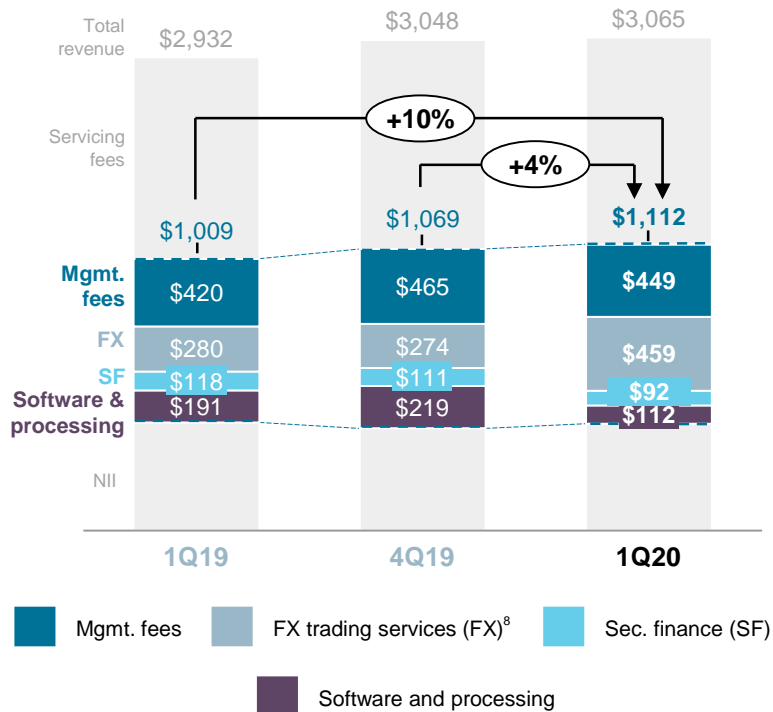 Total
revenue
$2,932
$3,048
$3,065
+10%
Servicing
fees
+4%
$1,009
$1,069
$1,112
Mgmt.
fees
$420
$465
$449
FX
$280
$274
$459
SF
$118
$111
$92
Software &
processing
$191
$219
$112
NII
1Q19
4Q19
1Q20
Mgmt. fees
FX trading services (FX)⁸
Sec. finance (SF)
Software and processing